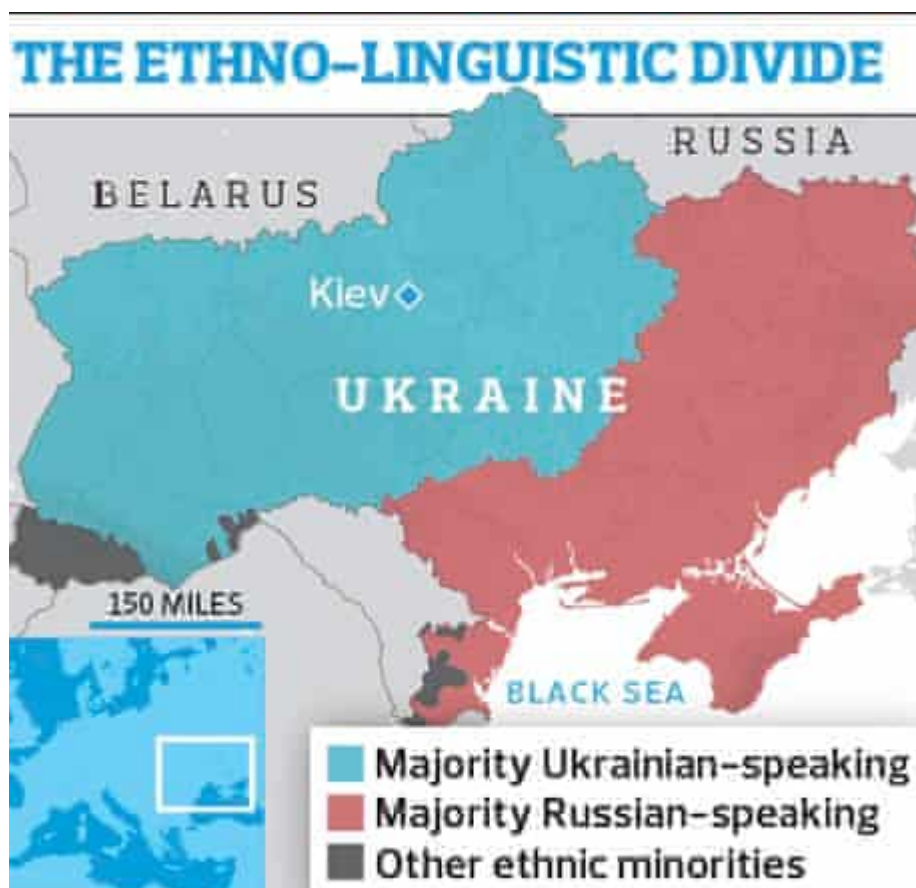 THE ETHNO-LINGUISTIC DIVIDE
RUSSIA
BELARUS
Kiev
UKRAINE
150 MILES
BLACK SEA
Majority Ukrainian-speaking
Majority Russian-speaking
Other ethnic minorities